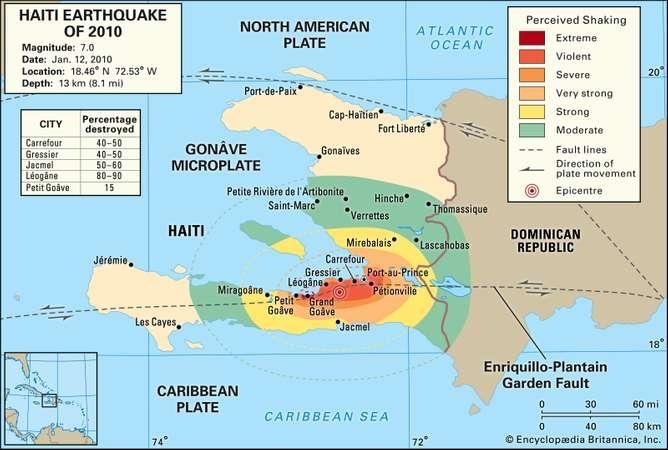 HAITI EARTHQUAKE
OF 2010
Magnitude: 7.0
Date: Jan. 12, 2010
Location: 18.46° N 72.53° W
Depth: 13 km (8.1 mi)
CITY Percentage destroyed
Carrefour 40–50
Gressier 40–50
Jacmel 50–60
Léogâne 80–90
Petit Goâve 15
NORTH AMERICAN
PLATE
ATLANTIC
OCEAN
Perceived Shaking
Extreme
Violent
Severe
Very strong
Strong
Moderate
Fault lines
Direction of
plate movement
Epicentre
74
72
20°
Port-de-Paix
Cap-Haïtien
Fort Liberté
GONÂVE
MICROPLATE
Gonaïves
Petite Rivière de l'Artibonite
Hinche
Saint-Marc
Verrettes
Thomassique
HAITI
Mirebalais
Lascahobas
DOMINICAN
REPUBLIC
Jérémie
Carrefour
Gressier
Port-au-Prince
Léogâne
Pétionville
Miragoâne
Petit
Goâve
Grand
Goâve
Les Cayes
Jacmel
18°
Enriquillo-Plantain
Garden Fault
CARIBBEAN
PLATE
CARIBBEAN SEA
74°
72°
0 30 60 mi
0 40 80 km
© Encyclopædia Britannica, Inc.